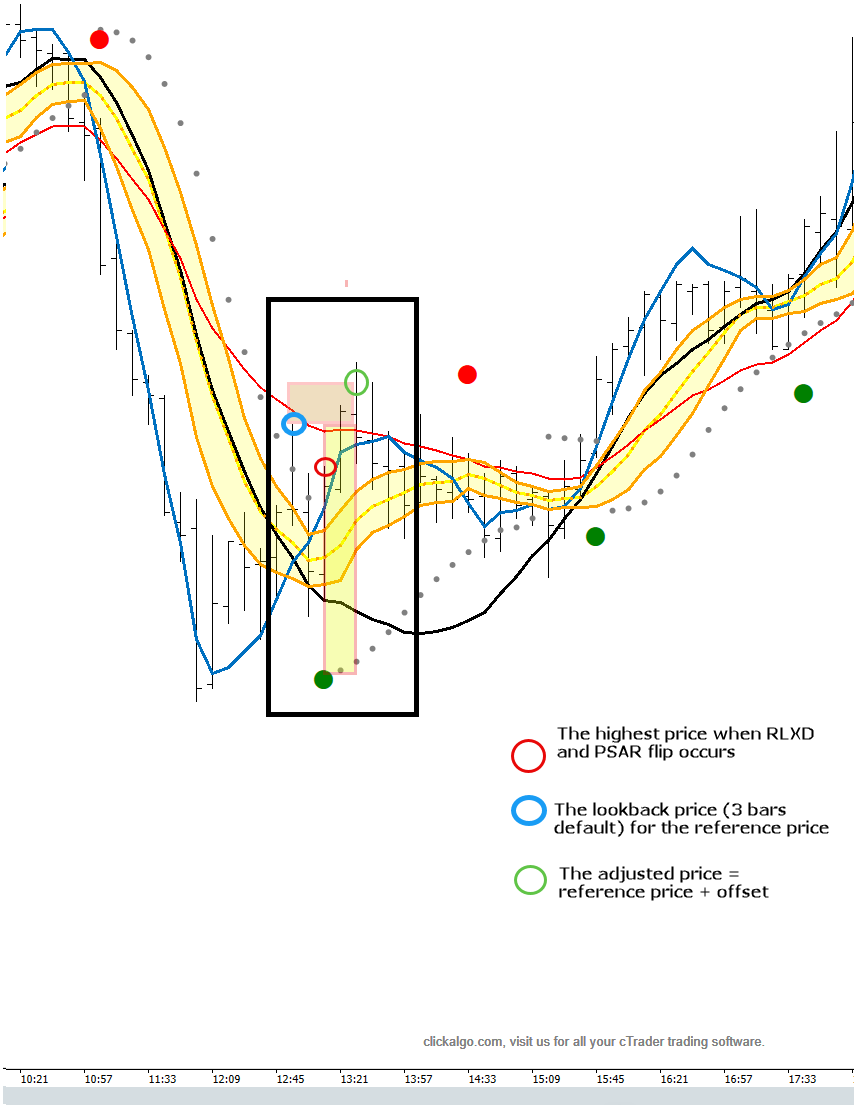 The highest price when RLXD
and PSAR flip occurs
The lookback price (3 bars
default) for the reference price
The adjusted price =
reference price + offset
clickalgo.com, visit us for all your cTrader trading software.
10:21 10:57 11:33 12:09 12:45 13:21 13:57 14:33 15:09 15:45 16:21 16:57 17:33